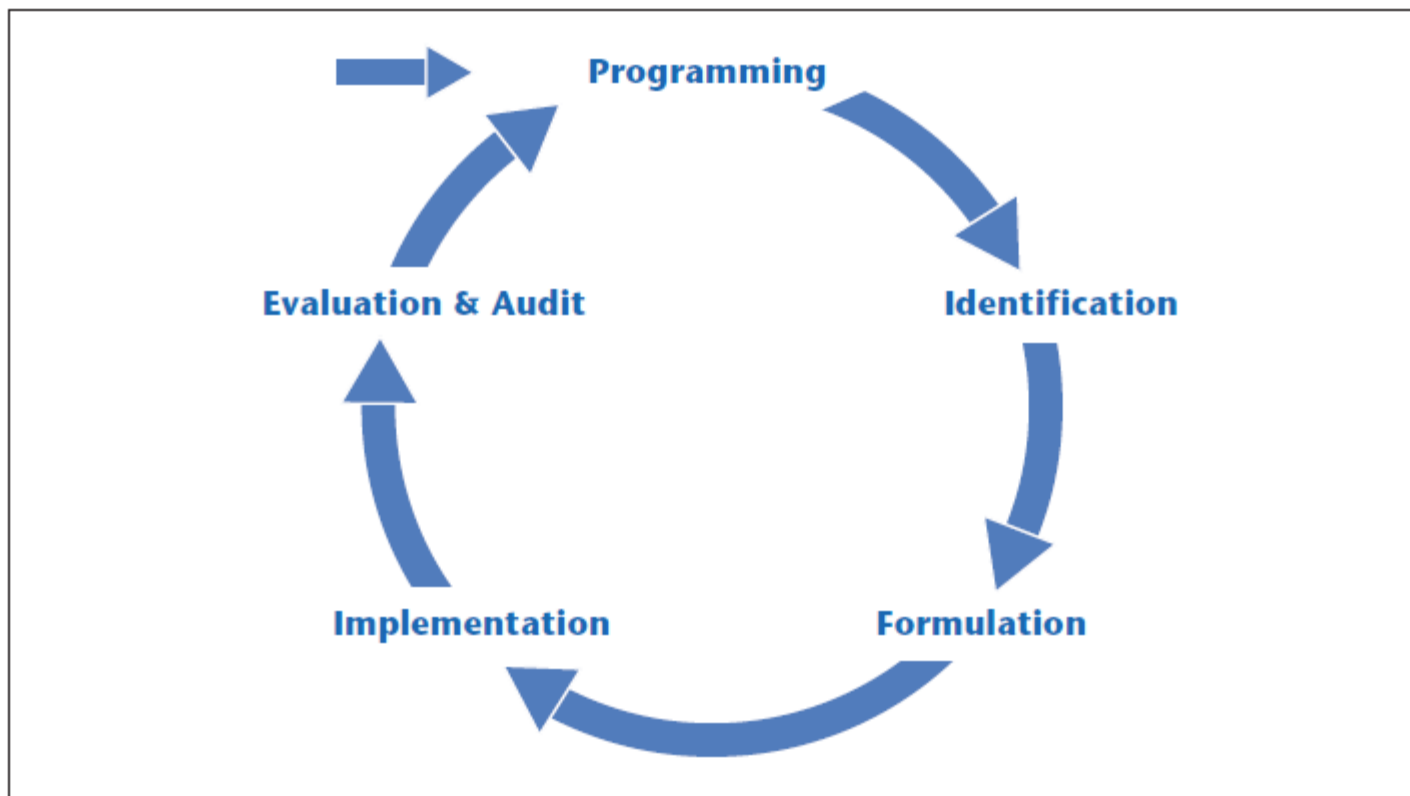 Programming
Evaluation & Audit
Identification
Implementation
Formulation